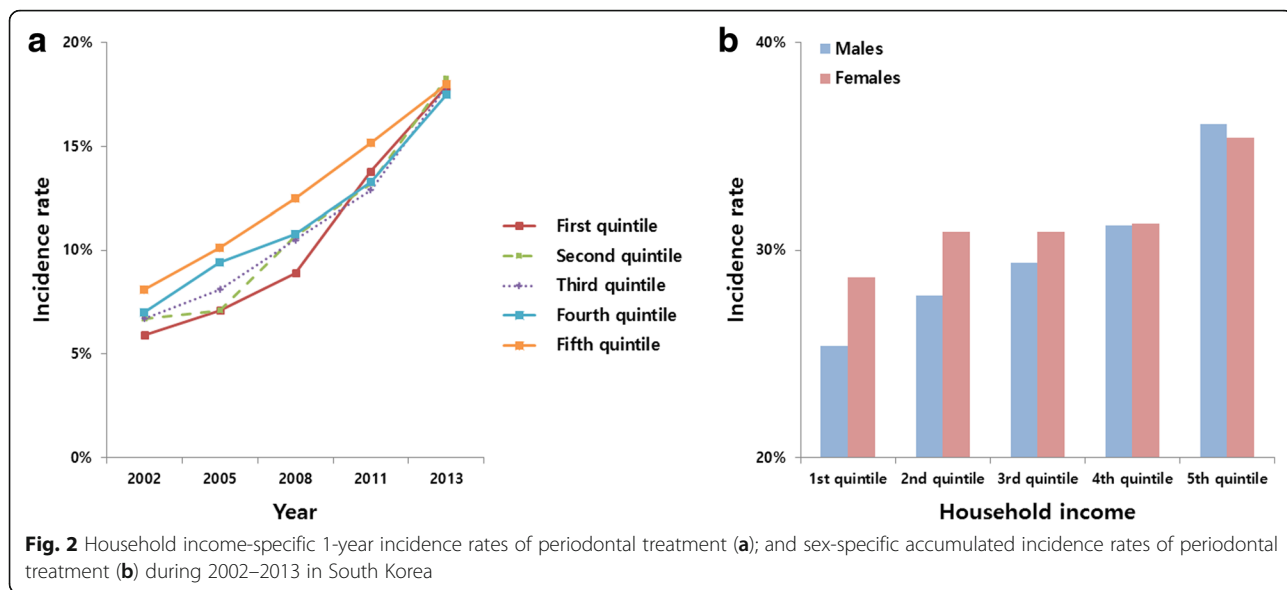 a
20%
15%
10%
5%
0%
Incidence rate
2002 2005 2008 2011 2013
Year
First quintile
Second quintile
Third quintile
Fourth quintile
Fifth quintile
b
Males
Females
40%
30%
20%
Incidence rate
1st quintile 2nd quintile 3rd quintile 4th quintile 5th quintile
Household income
Fig. 2 Household income-specific 1-year incidence rates of periodontal treatment (a); and sex-specific accumulated incidence rates of periodontal
treatment (b) during 2002–2013 in South Korea